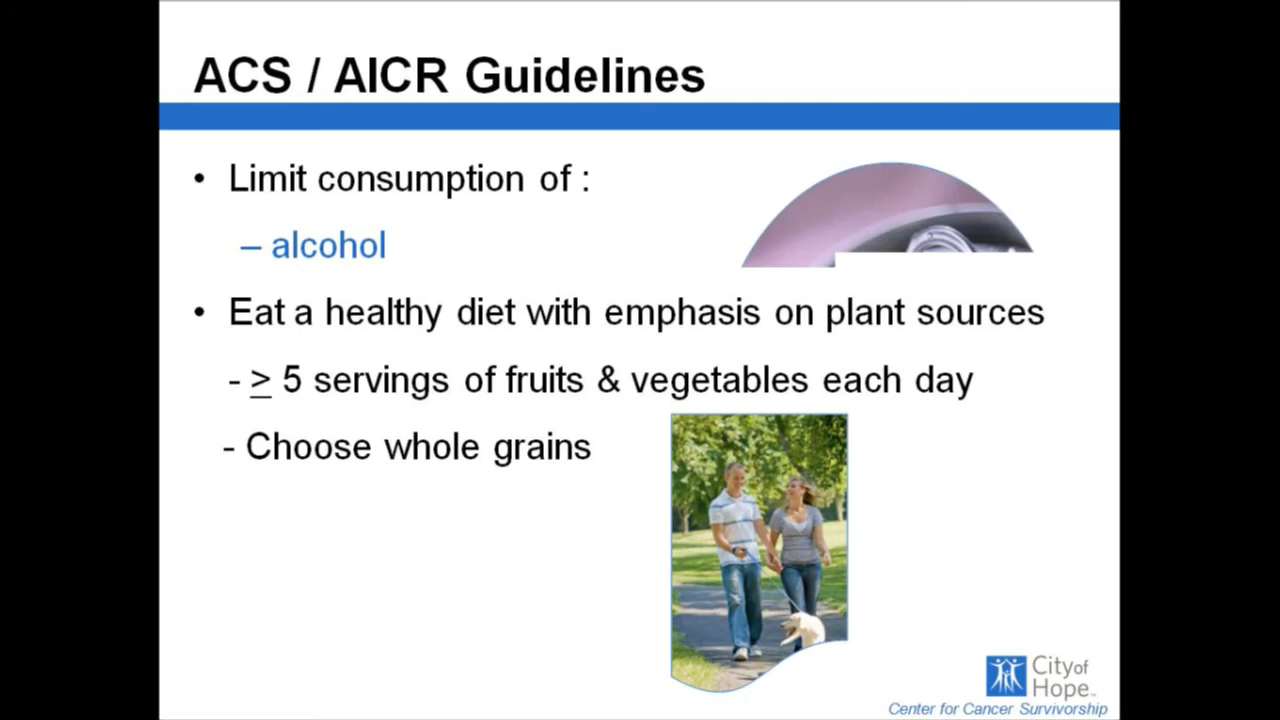 ACS / AICR Guidelines
• Limit consumption of :
– alcohol
• Eat a healthy diet with emphasis on plant sources
- ≥ 5 servings of fruits & vegetables each day
- Choose whole grains
City of
Hope™
Center for Cancer Survivorship